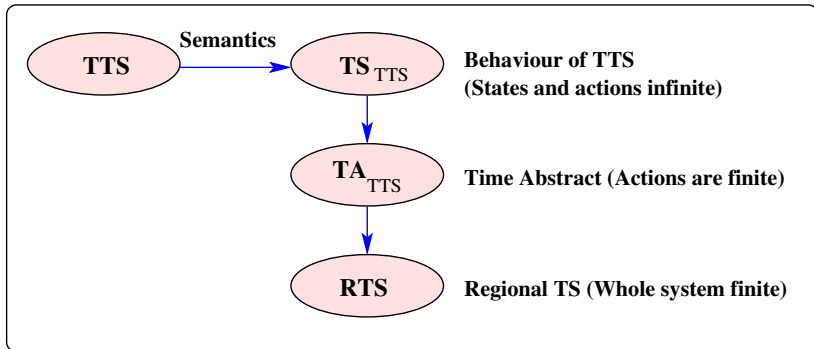 Semantics
TTS
TS TTS
Behaviour of TTS
(States and actions infinite)
TA TTS
Time Abstract (Actions are finite)
RTS
Regional TS (Whole system finite)